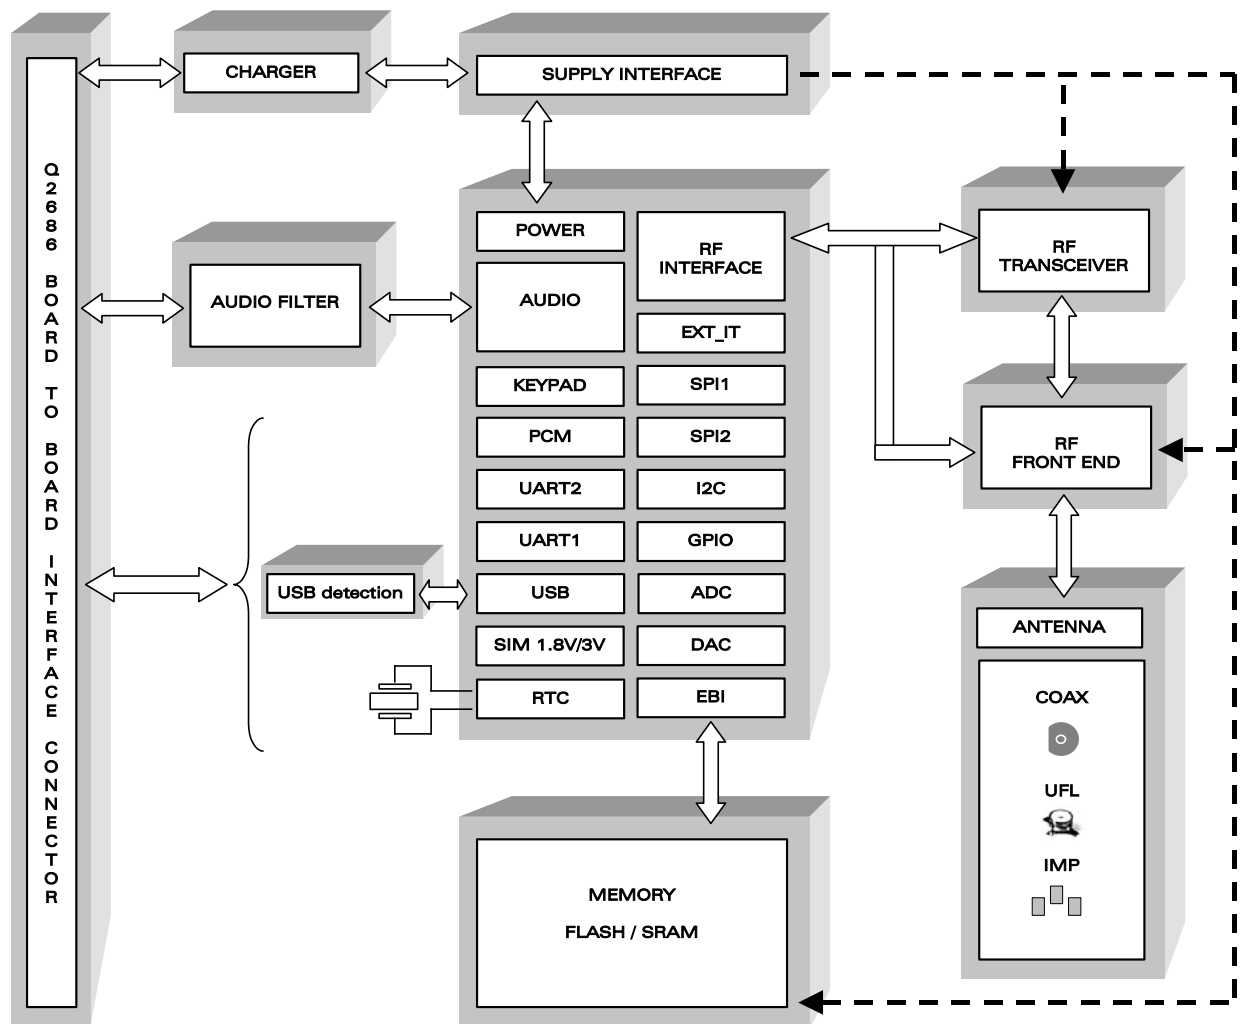 Q2686 BOARD TO BOARD INTERFACE CONNECTOR
CHARGER
SUPPLY INTERFACE
AUDIO FILTER
USB detection
POWER
AUDIO
KEYPAD
PCM
UART2
UART1
USB
SIM 1.8V/3V
RTC
RF
INTERFACE
EXT_IT
SPI1
SPI2
I2C
GPIO
ADC
DAC
EBI
MEMORY
FLASH / SRAM
RF
TRANSCEIVER
RF
FRONT END
ANTENNA
COAX
UFL
IMP